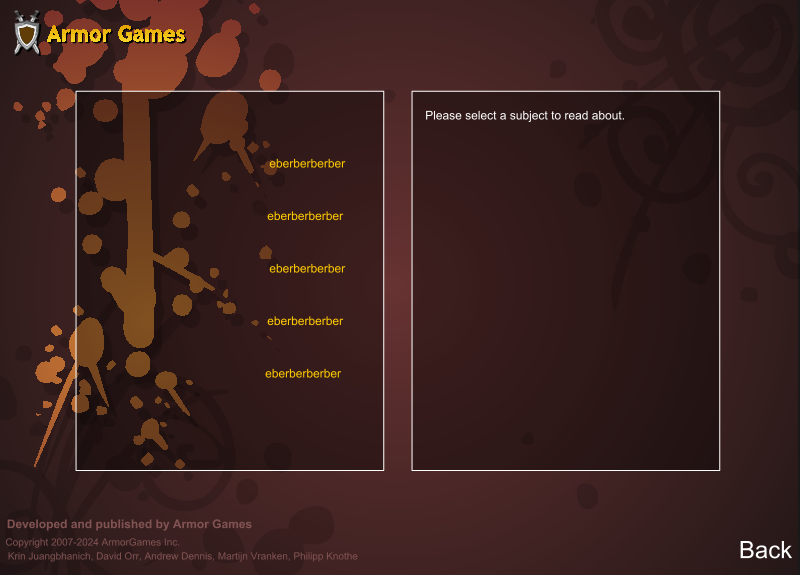 Armor Games
eberberberber
eberberberber
eberberberber
eberberberber
eberberberber
Please select a subject to read about.
Developed and published by Armor Games
Copyright 2007-2024 ArmorGames Inc.
Krin Juangbhanich, David Orr, Andrew Dennis, Martijn Vranken, Philipp Knothe
Back